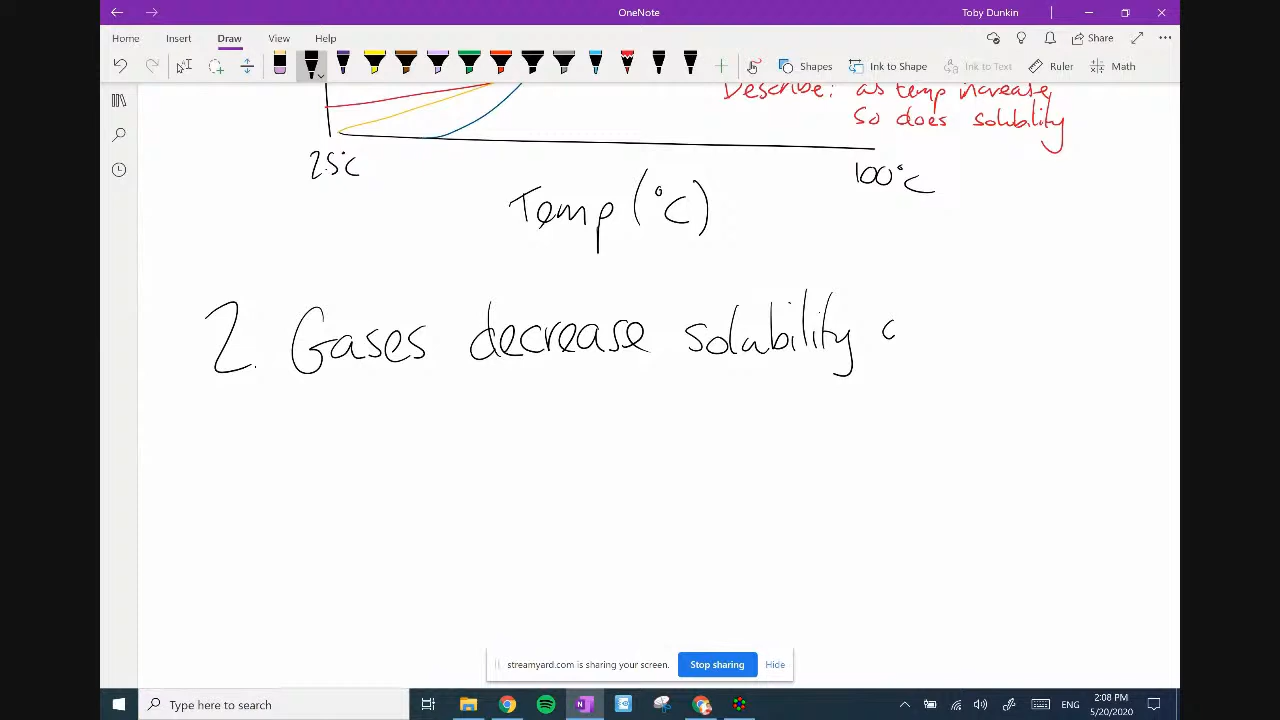 OneNote
Toby Dunkin
Home Insert Draw View Help
Share
Shapes Ink to Shape Ink to Text Ruler Math
Describe: as temp increase,
so does solubility
25°C
100°C
Temp (°C)
2. Gases decrease solubility a
streamyard.com is sharing your screen. Stop sharing Hide
Type here to search
ENG
2:08 PM
5/20/2020